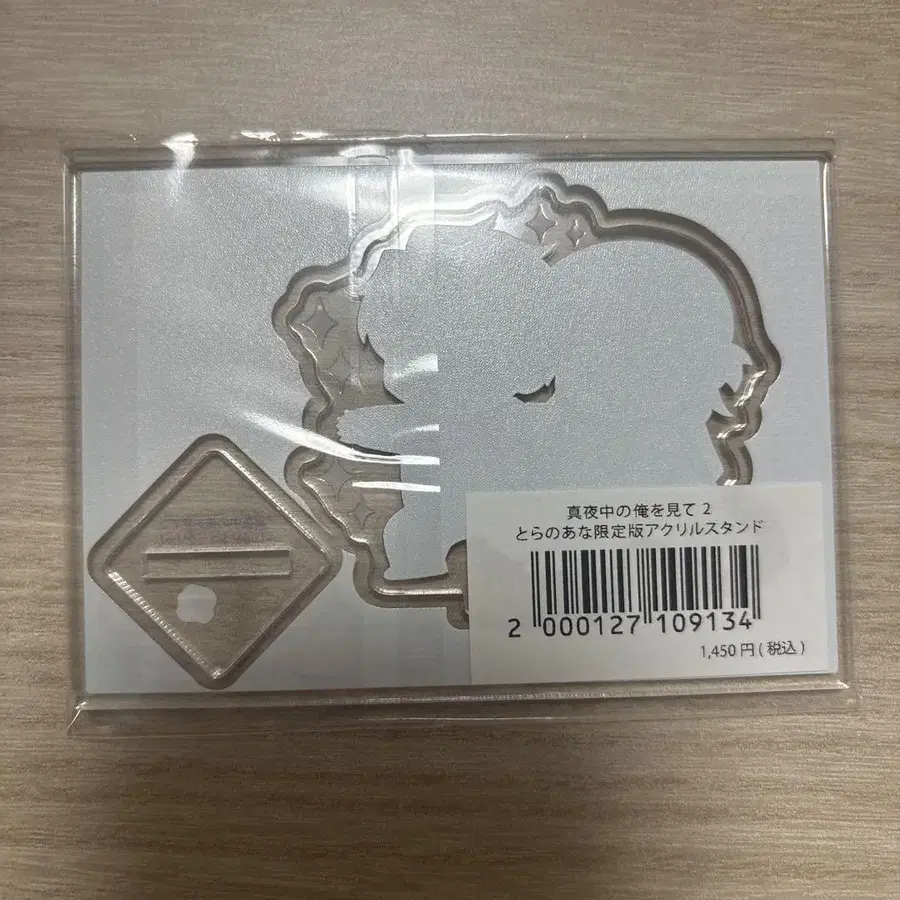 真夜中の俺を見て 2
とらのあな限定版アクリルスタンド
2 000127 109134
1,450 円 ( 税込 )